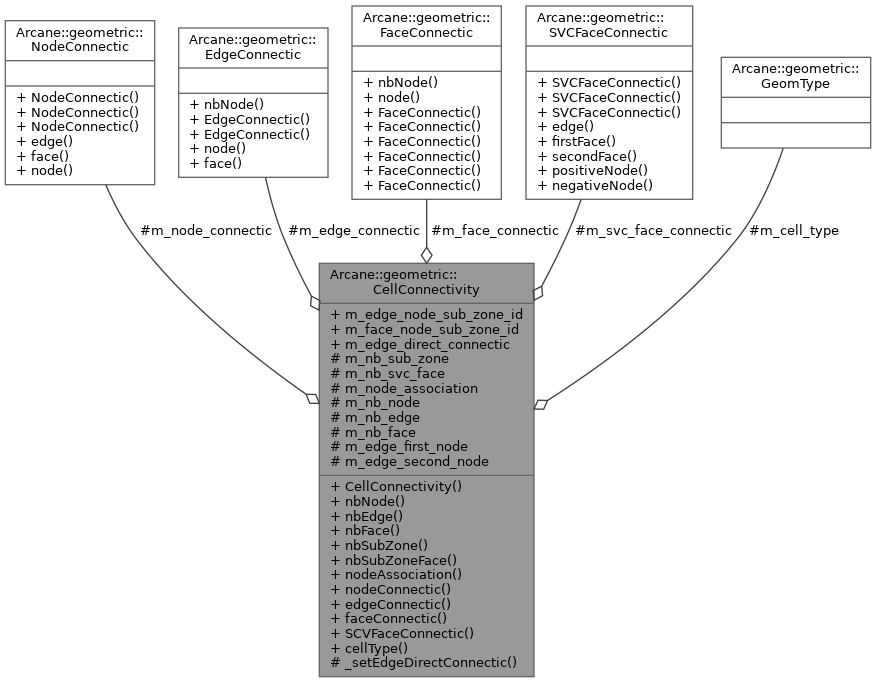 Arcane::geometric::
NodeConnectic
+ NodeConnectic()
+ NodeConnectic()
+ NodeConnectic()
+ edge()
+ face()
+ node()
Arcane::geometric::
EdgeConnectic
+ nbNode()
+ EdgeConnectic()
+ EdgeConnectic()
+ node()
+ face()
Arcane::geometric::
FaceConnectic
+ nbNode()
+ node()
+ FaceConnectic()
+ FaceConnectic()
+ FaceConnectic()
+ FaceConnectic()
+ FaceConnectic()
+ FaceConnectic()
Arcane::geometric::
SVCFaceConnectic
+ SVCFaceConnectic()
+ SVCFaceConnectic()
+ SVCFaceConnectic()
+ edge()
+ firstFace()
+ secondFace()
+ positiveNode()
+ negativeNode()
Arcane::geometric::
GeomType
#m_node_connectic
#m_edge_connectic
#m_face_connectic
#m_svc_face_connectic
#m_cell_type
Arcane::geometric::
CellConnectivity
+ m_edge_node_sub_zone_id
+ m_face_node_sub_zone_id
+ m_edge_direct_connectic
# m_nb_sub_zone
# m_nb_svc_face
# m_node_association
# m_nb_node
# m_nb_edge
# m_nb_face
# m_edge_first_node
# m_edge_second_node
+ CellConnectivity()
+ nbNode()
+ nbEdge()
+ nbFace()
+ nbSubZone()
+ nbSubZoneFace()
+ nodeAssociation()
+ nodeConnectic()
+ edgeConnectic()
+ faceConnectic()
+ SCVFaceConnectic()
+ cellType()
# _setEdgeDirectConnectic()